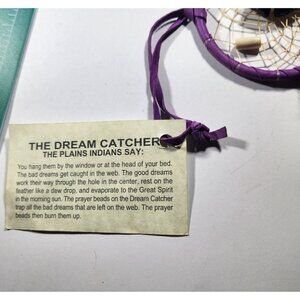 THE DREAM CATCHER
THE PLAINS INDIANS SAY:
You hang them by the window or at the head of your bed.
The bad dreams get caught in the web. The good dreams
work their way through the hole in the center, rest on the
feather like a dew drop, and evaporate to the Great Spirit
in the morning sun. The prayer beads on the Dream Catcher
trap all the bad dreams that are left on the web. The prayer
beads then burn them up.